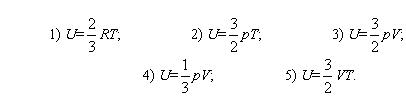 1) U=2/3 RT; 2) U=3/2 pT; 3) U=3/2 pV;
4) U=1/3 pV; 5) U=3/2 VT.